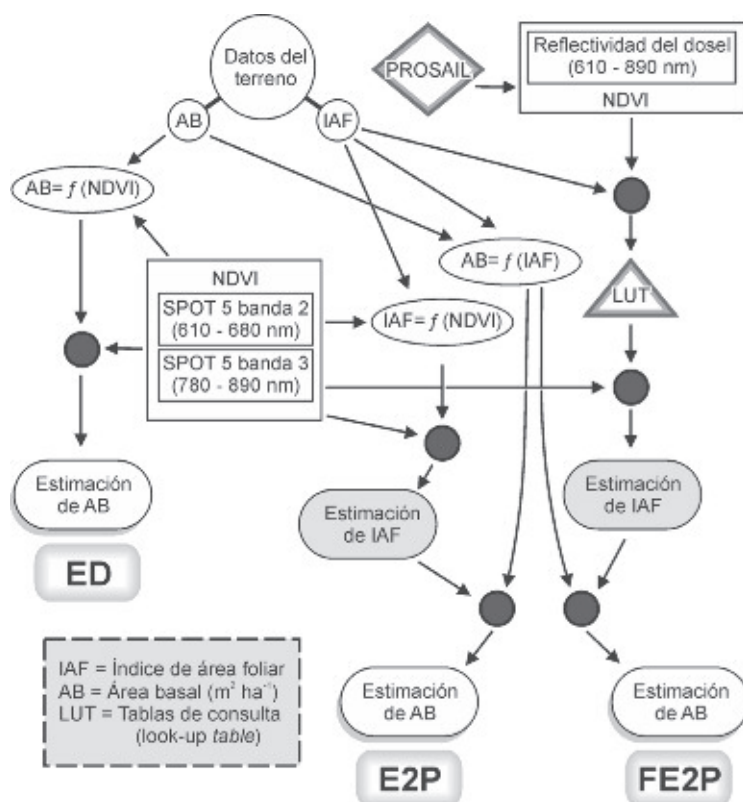 Datos del
terreno
PROSAIL
Reflectividad del dosel
(610 - 890 nm)
NDVI
AB
IAF
AB= f (NDVI)
AB= f (IAF)
NDVI
SPOT 5 banda 2
(610 - 680 nm)
SPOT 5 banda 3
(780 - 890 nm)
IAF= f (NDVI)
LUT
Estimación
de AB
ED
Estimación
de IAF
Estimación
de IAF
IAF = Índice de área foliar
AB = Área basal (m² ha⁻¹)
LUT = Tablas de consulta
(look-up table)
Estimación
de AB
E2P
Estimación
de AB
FE2P